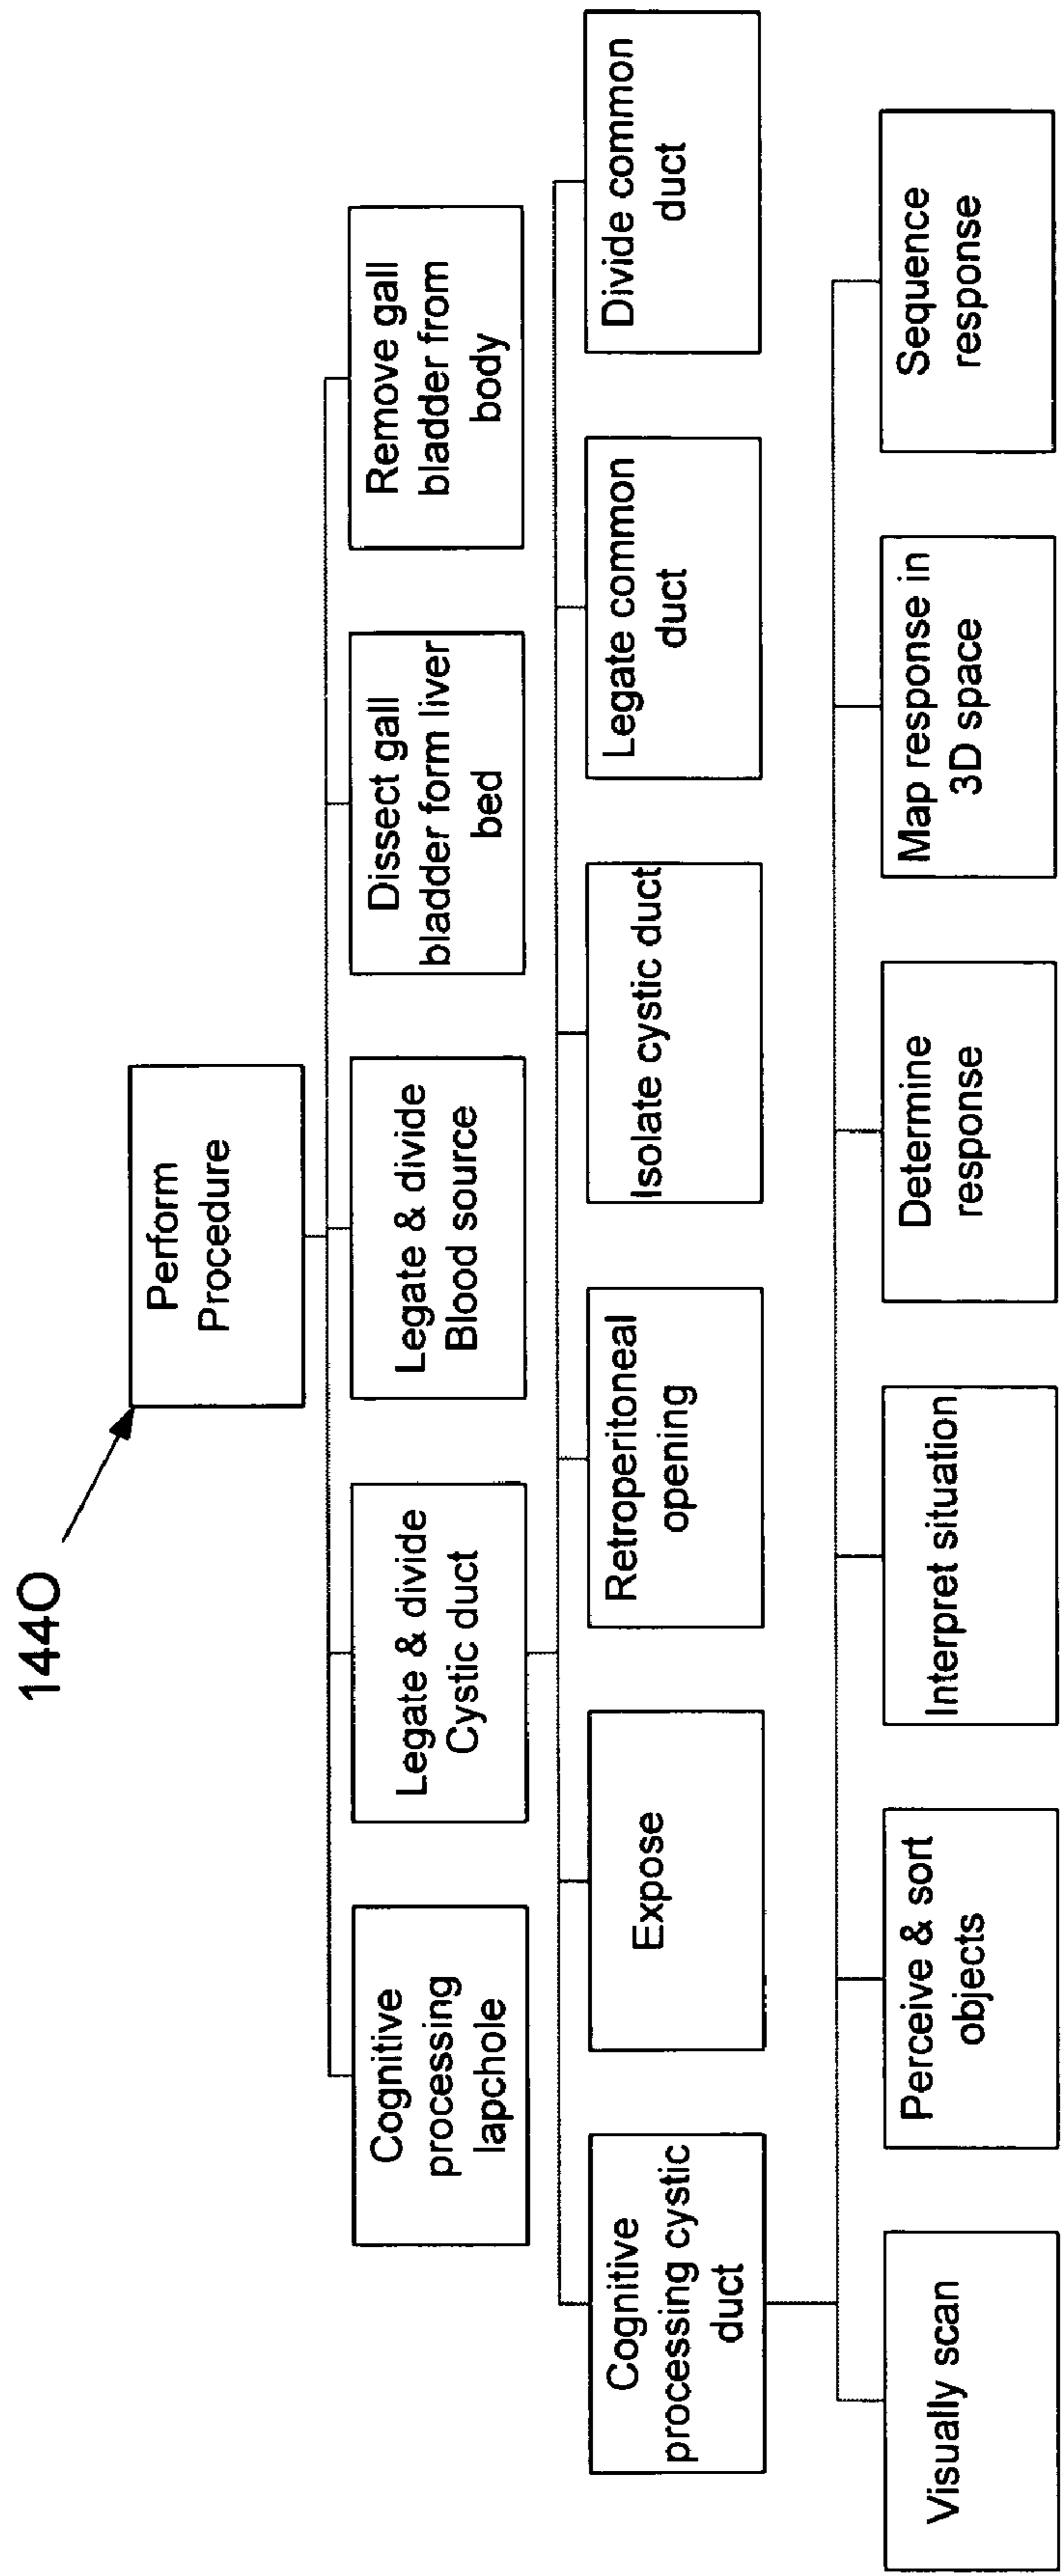 1440
Perform
Procedure
Cognitive
processing
lapchole
Legate & divide
Cystic duct
Legate & divide
Blood source
Dissect gall
bladder form liver
bed
Remove gall
bladder from
body
Cognitive
processing cystic
duct
Expose
Retroperitoneal
opening
Isolate cystic duct
Legate common
duct
Divide common
duct
Visually scan
Perceive & sort
objects
Interpret situation
Determine
response
Map response in
3D space
Sequence
response